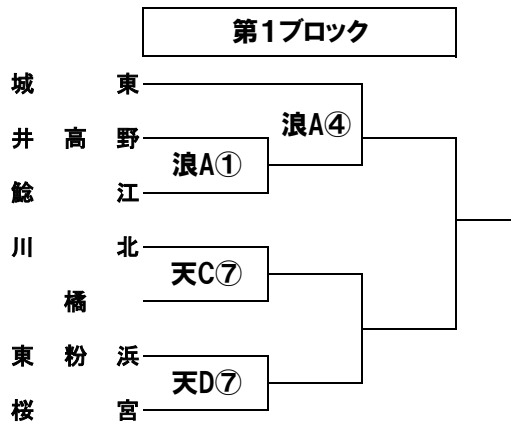 第1ブロック
城東
浪A④
井高野
浪A①
鯰江
川北
天C⑦
橘
東粉浜
天D⑦
桜宮